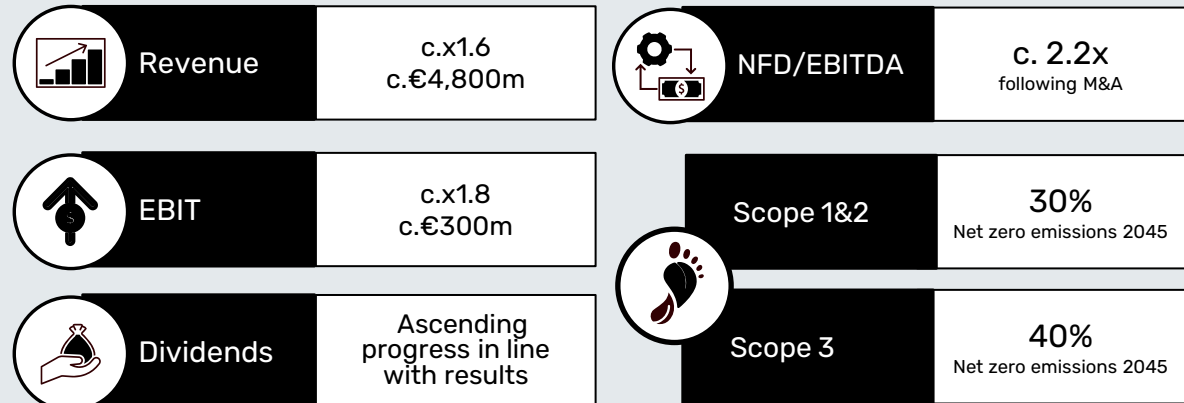 Revenue
c.x1.6
c.€4,800m
EBIT
c.x1.8
c.€300m
Dividends
Ascending
progress in line
with results
NFD/EBITDA
c. 2.2x
following M&A
Scope 1&2
30%
Net zero emissions 2045
Scope 3
40%
Net zero emissions 2045